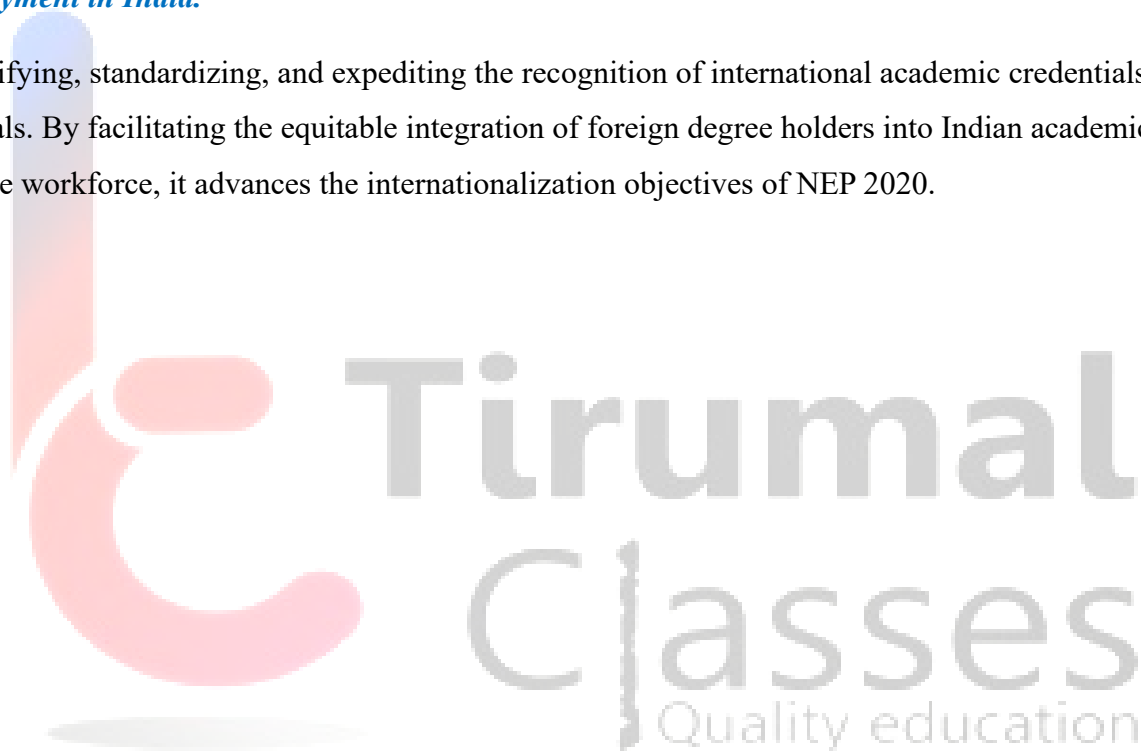 yment in India.
ifying, standardizing, and expediting the recognition of international academic credentials
als. By facilitating the equitable integration of foreign degree holders into Indian academic
e workforce, it advances the internationalization objectives of NEP 2020.
Tirumal
Classes
Quality education